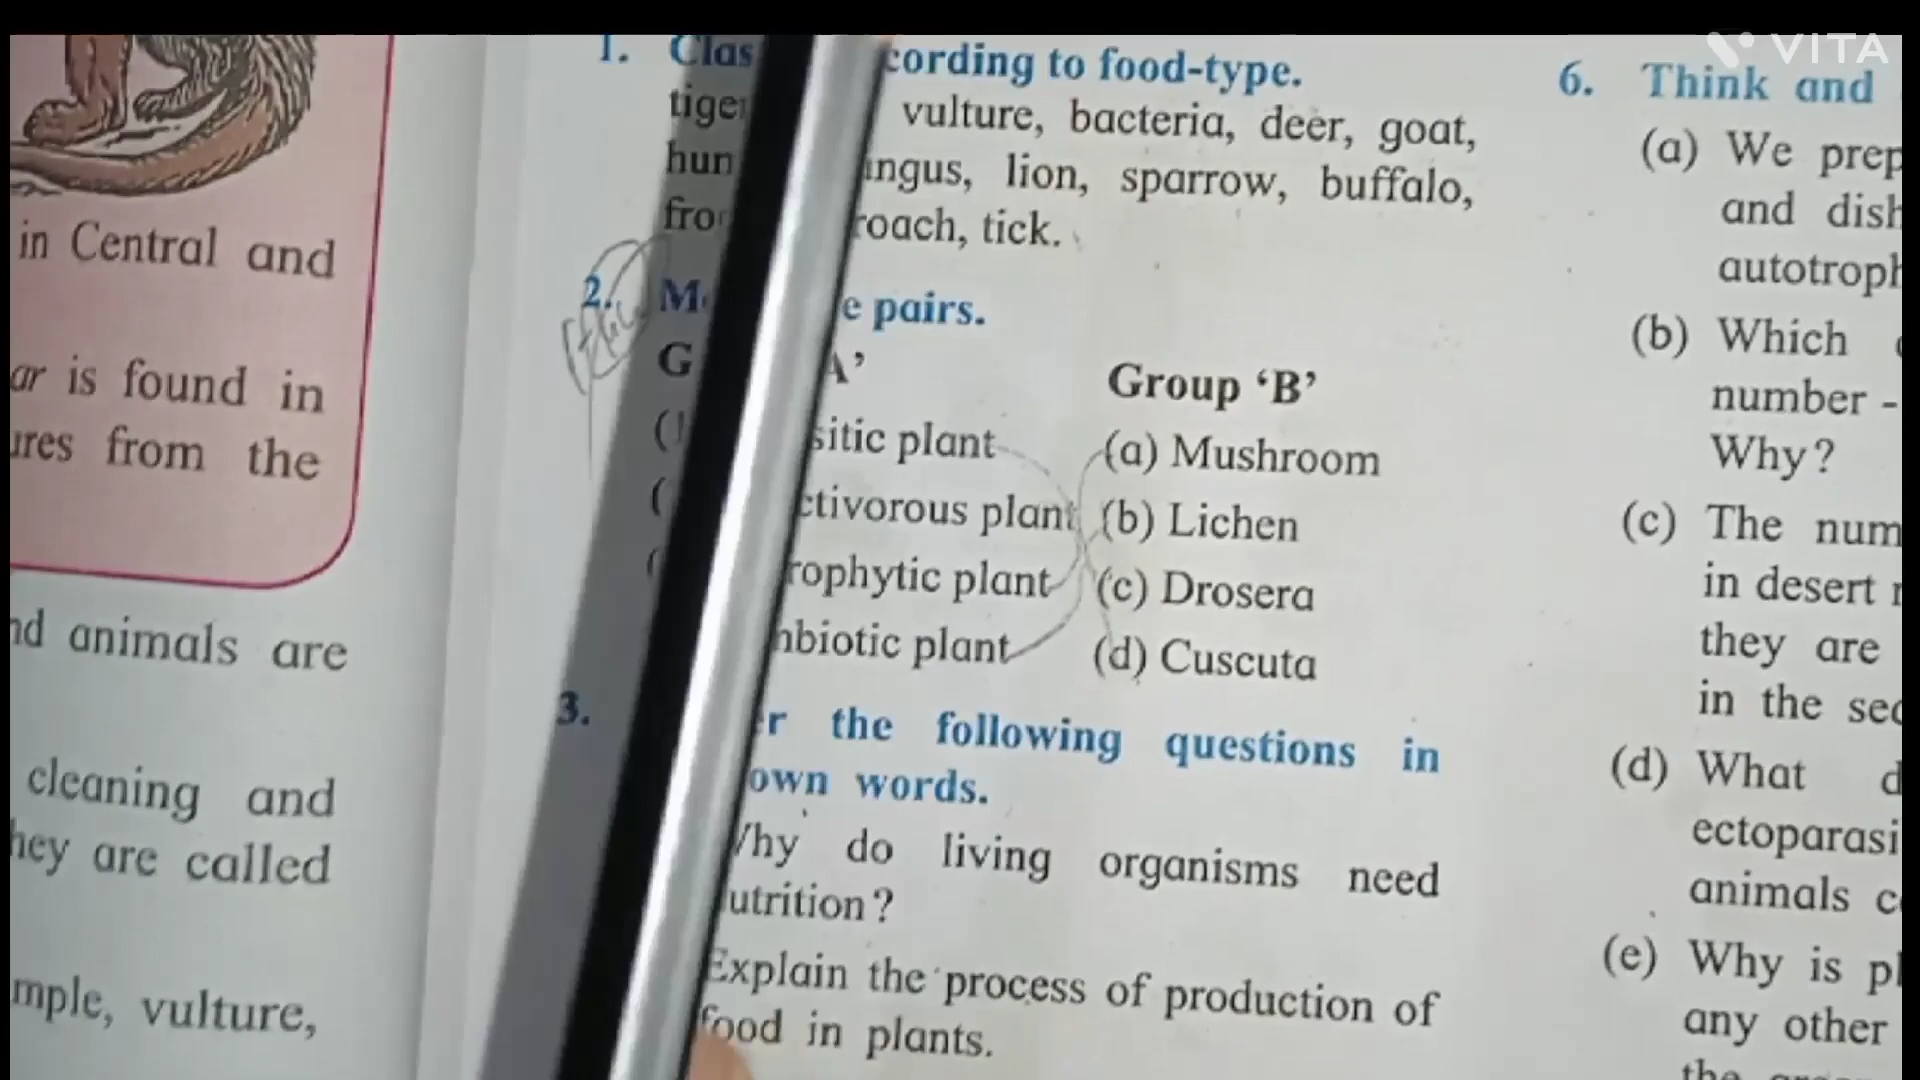 in Central and
ar is found in
ures from the
nd animals are
cleaning and
hey are called
mple, vulture,
1. Clas cording to food-type.
tiger vulture, bacteria, deer, goat,
hum ungus, lion, sparrow, buffalo,
fro roach, tick.
2. M e pairs.
G A’
sitic plant
ctivorous plant
rophytic plant
nbiotic plant
Group ‘B’
(a) Mushroom
(b) Lichen
(c) Drosera
(d) Cuscuta
3. r the following questions in
own words.
Why do living organisms need
utrition ?
Explain the process of production of
food in plants.
6. Think and
(a) We prep
and dish
autotroph
(b) Which
number -
Why ?
(c) The num
in desert
they are
in the sec
(d) What d
ectoparasi
animals c
(e) Why is pl
any other
VITA